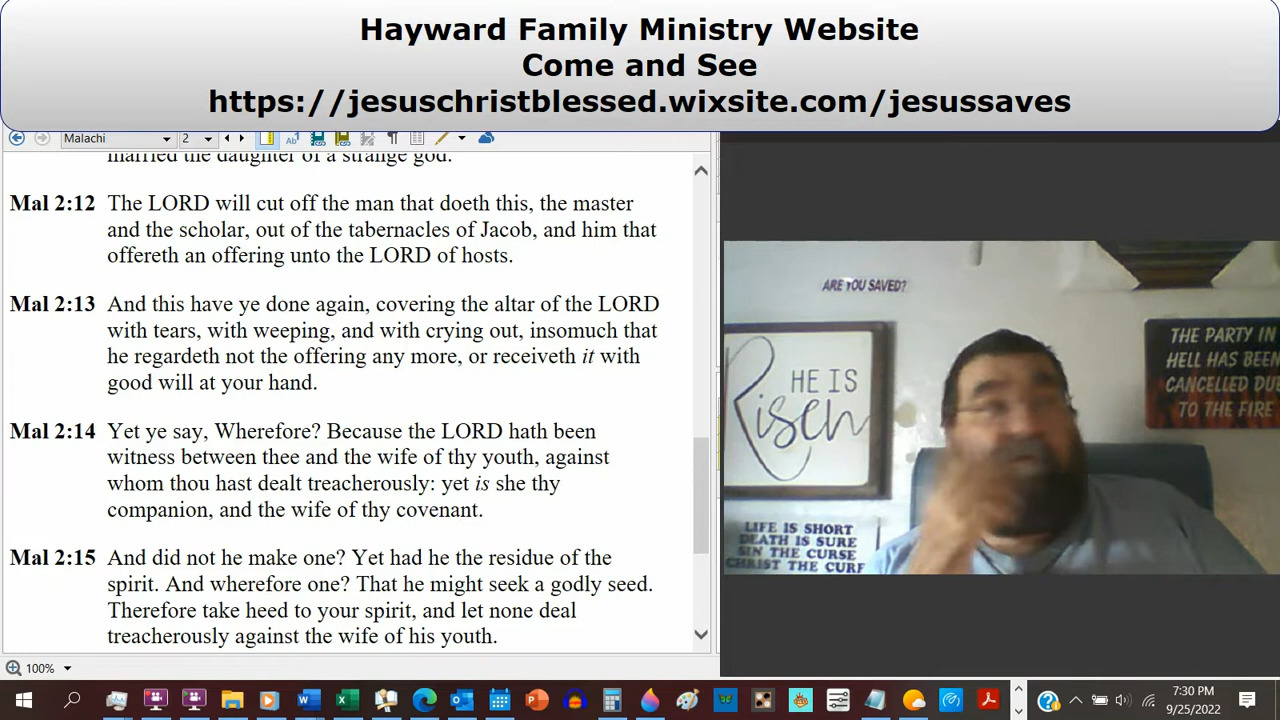 Hayward Family Ministry Website
Come and See
https://jesuschristblessed.wixsite.com/jesussaves
Malachi 2
married the daughter of a strange god.
Mal 2:12 The LORD will cut off the man that doeth this, the master
and the scholar, out of the tabernacles of Jacob, and him that
offereth an offering unto the LORD of hosts.
Mal 2:13 And this have ye done again, covering the altar of the LORD
with tears, with weeping, and with crying out, insomuch that
he regardeth not the offering any more, or receiveth it with
good will at your hand.
Mal 2:14 Yet ye say, Wherefore? Because the LORD hath been
witness between thee and the wife of thy youth, against
whom thou hast dealt treacherously: yet is she thy
companion, and the wife of thy covenant.
Mal 2:15 And did not he make one? Yet had he the residue of the
spirit. And wherefore one? That he might seek a godly seed.
Therefore take heed to your spirit, and let none deal
treacherously against the wife of his youth.
100%
ARE YOU SAVED?
HE IS
Risen
THE PARTY IN
HELL HAS BEEN
CANCELLED DUE
TO THE FIRE
LIFE IS SHORT
DEATH IS SURE
SIN THE CURSE
CHRIST THE CURE
7:30 PM
9/25/2022